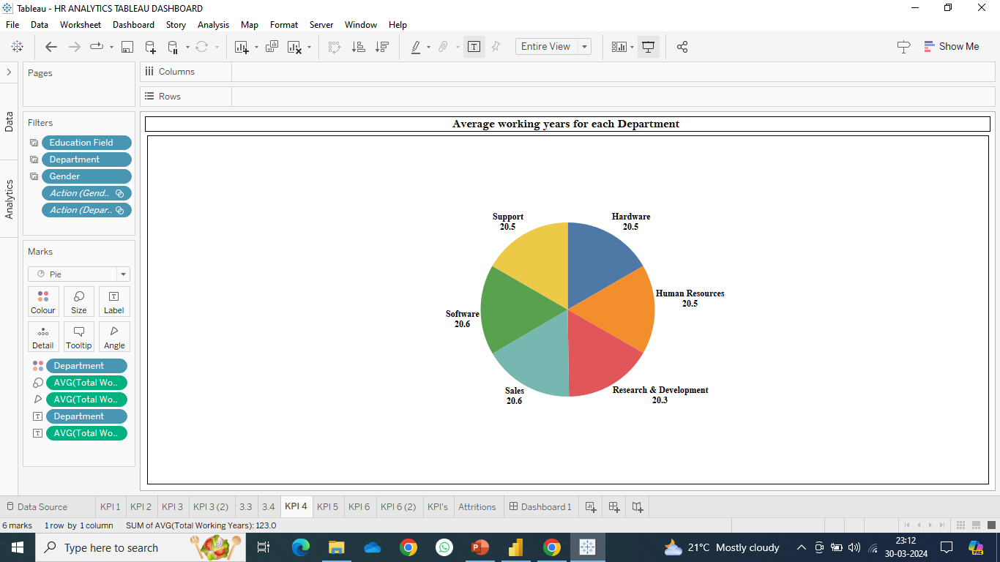 Tableau - HR ANALYTICS TABLEAU DASHBOARD
File Data Worksheet Dashboard Story Analysis Map Format Server Window Help
Entire View
Show Me
Data
Analytics
Pages
Columns
Rows
Filters
Education Field
Department
Gender
Action (Gend..
Action (Depar..
Marks
Pie
Colour Size Label
Detail Tooltip Angle
Department
AVG(Total Wo..
AVG(Total Wo..
Department
AVG(Total Wo..
Average working years for each Department
Support
20.5
Hardware
20.5
Human Resources
20.5
Software
20.6
Sales
20.6
Research & Development
20.3
Data Source KPI 1 KPI 2 KPI 3 KPI 3 (2) 3.3 3.4 KPI 4 KPI 5 KPI 6 KPI 6 (2) KPI's Attritions Dashboard 1
6 marks 1 row by 1 column SUM of AVG(Total Working Years): 123.0
Type here to search
21°C Mostly cloudy
23:12
30-03-2024
PRE